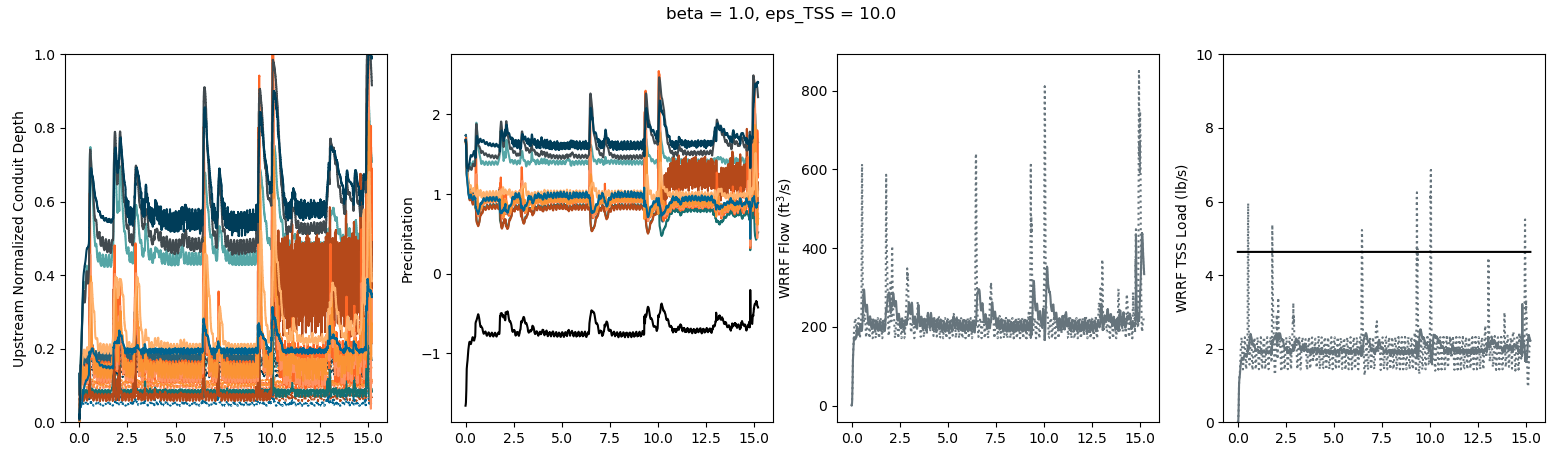 beta = 1.0, eps_TSS = 10.0
Upstream Normalized Conduit Depth
1.0
0.8
0.6
0.4
0.2
0.0
0.0 2.5 5.0 7.5 10.0 12.5 15.0
Precipitation
2
1
0
−1
0.0 2.5 5.0 7.5 10.0 12.5 15.0
WRRF Flow (ft³/s)
800
600
400
200
0
0.0 2.5 5.0 7.5 10.0 12.5 15.0
WRRF TSS Load (lb/s)
10
8
6
4
2
0
0.0 2.5 5.0 7.5 10.0 12.5 15.0